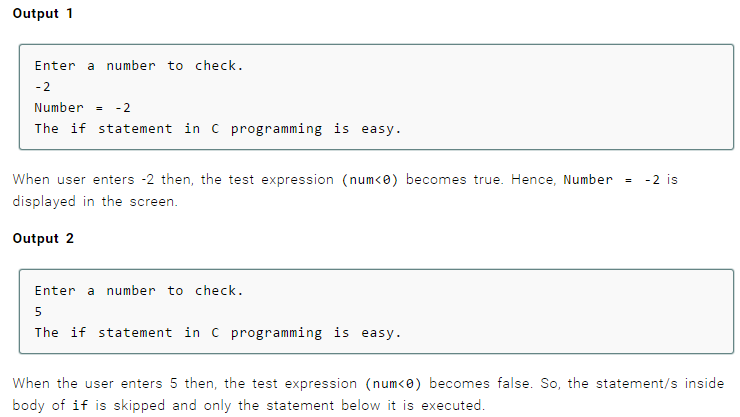 Output 1
Enter a number to check.
-2
Number = -2
The if statement in C programming is easy.
When user enters -2 then, the test expression (num<0) becomes true. Hence, Number = -2 is
displayed in the screen.
Output 2
Enter a number to check.
5
The if statement in C programming is easy.
When the user enters 5 then, the test expression (num<0) becomes false. So, the statement/s inside
body of if is skipped and only the statement below it is executed.